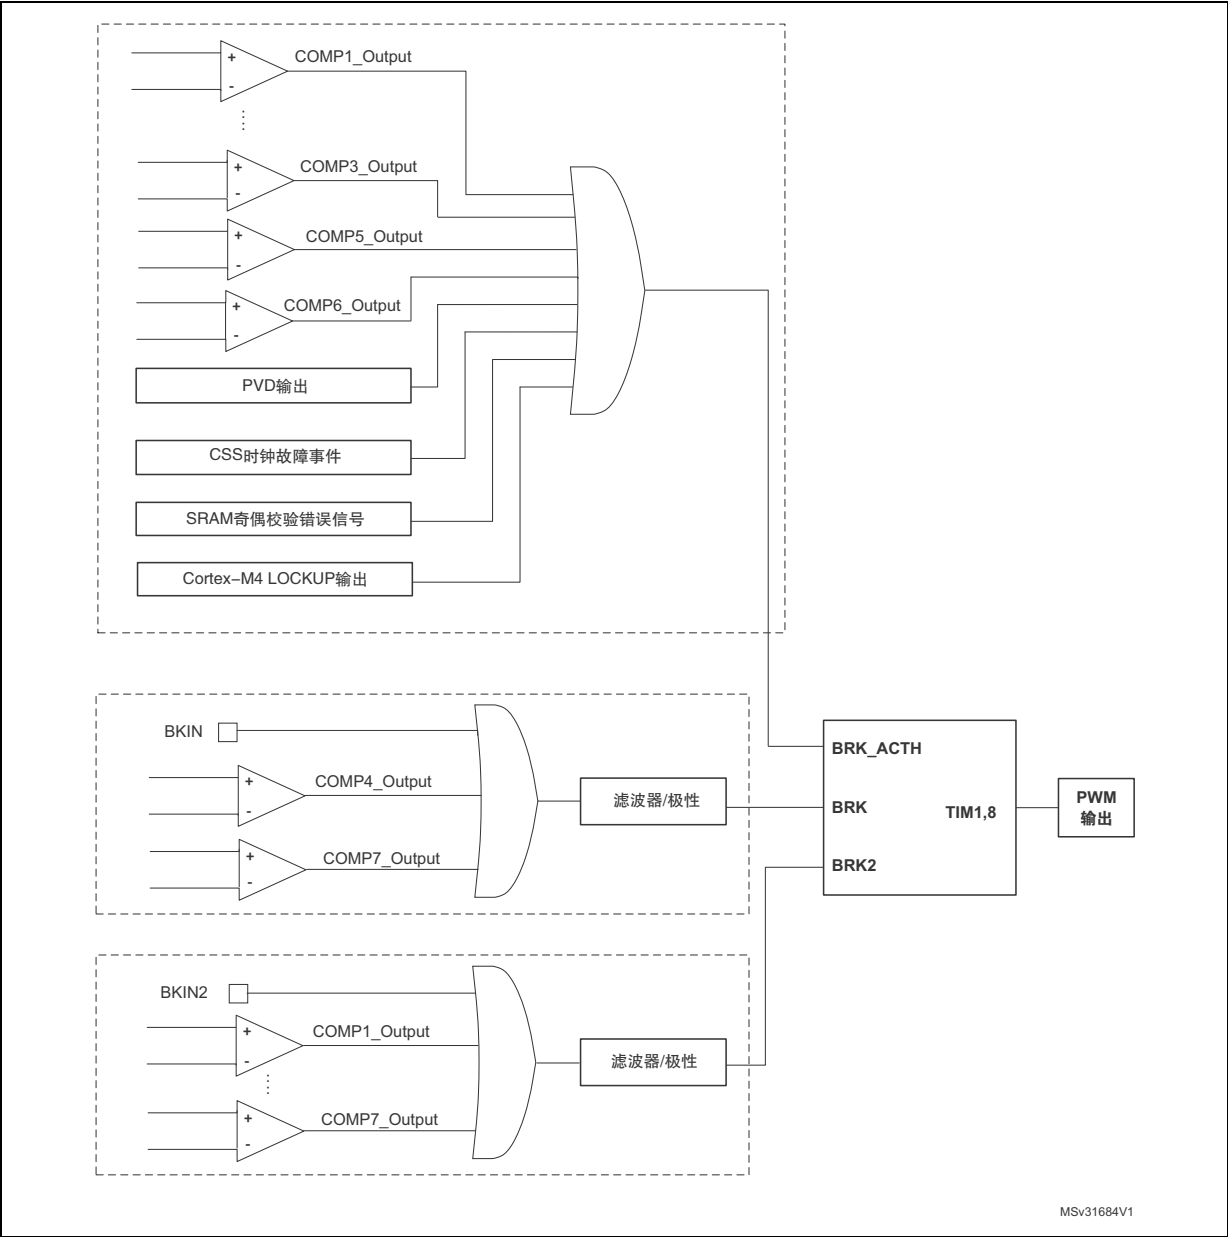 COMP1_Output
+
-
COMP3_Output
+
-
COMP5_Output
+
-
COMP6_Output
+
-
PVD输出
CSS时钟故障事件
SRAM奇偶校验错误信号
Cortex–M4 LOCKUP输出
BKIN
COMP4_Output
+
-
COMP7_Output
+
-
滤波器/极性
BRK_ACTH
BRK
TIM1,8
BRK2
PWM
输出
BKIN2
COMP1_Output
+
-
COMP7_Output
+
-
滤波器/极性
MSv31684V1